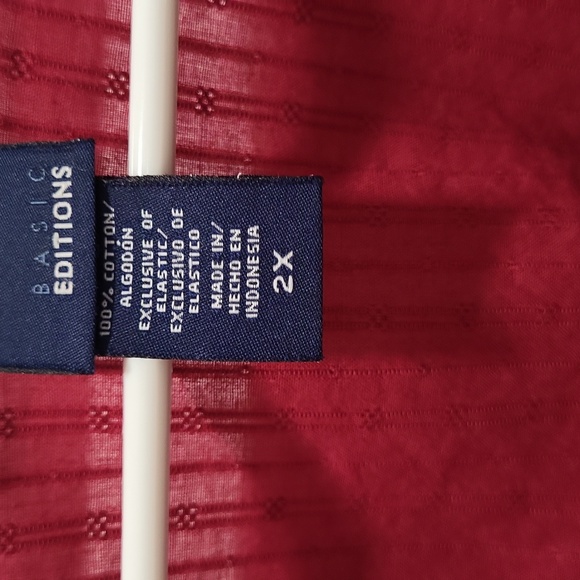 BASIC
EDITIONS
100% COTTON/
ALGODÓN
EXCLUSIVE OF
ELASTIC/
EXCLUSIVO DE
ELASTICO
MADE IN/
HECHO EN
INDONESIA
2X